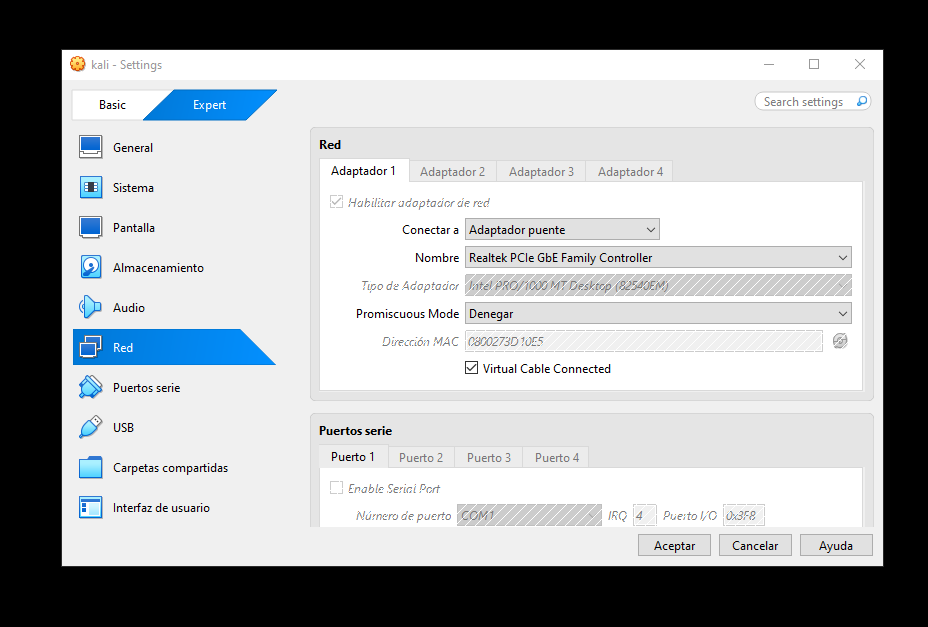 kali - Settings
Basic Expert
Search settings
General
Sistema
Pantalla
Almacenamiento
Audio
Red
Puertos serie
USB
Carpetas compartidas
Interfaz de usuario
Red
Adaptador 1 Adaptador 2 Adaptador 3 Adaptador 4
Habilitar adaptador de red
Conectar a Adaptador puente
Nombre Realtek PCIe GbE Family Controller
Tipo de Adaptador Intel PRO/1000 MT Desktop (82540EM)
Promiscuous Mode Denegar
Dirección MAC 0800273D10E5
Virtual Cable Connected
Puertos serie
Puerto 1 Puerto 2 Puerto 3 Puerto 4
Enable Serial Port
Número de puerto COM1 IRQ 4 Puerto I/O 0x3F8
Aceptar Cancelar Ayuda